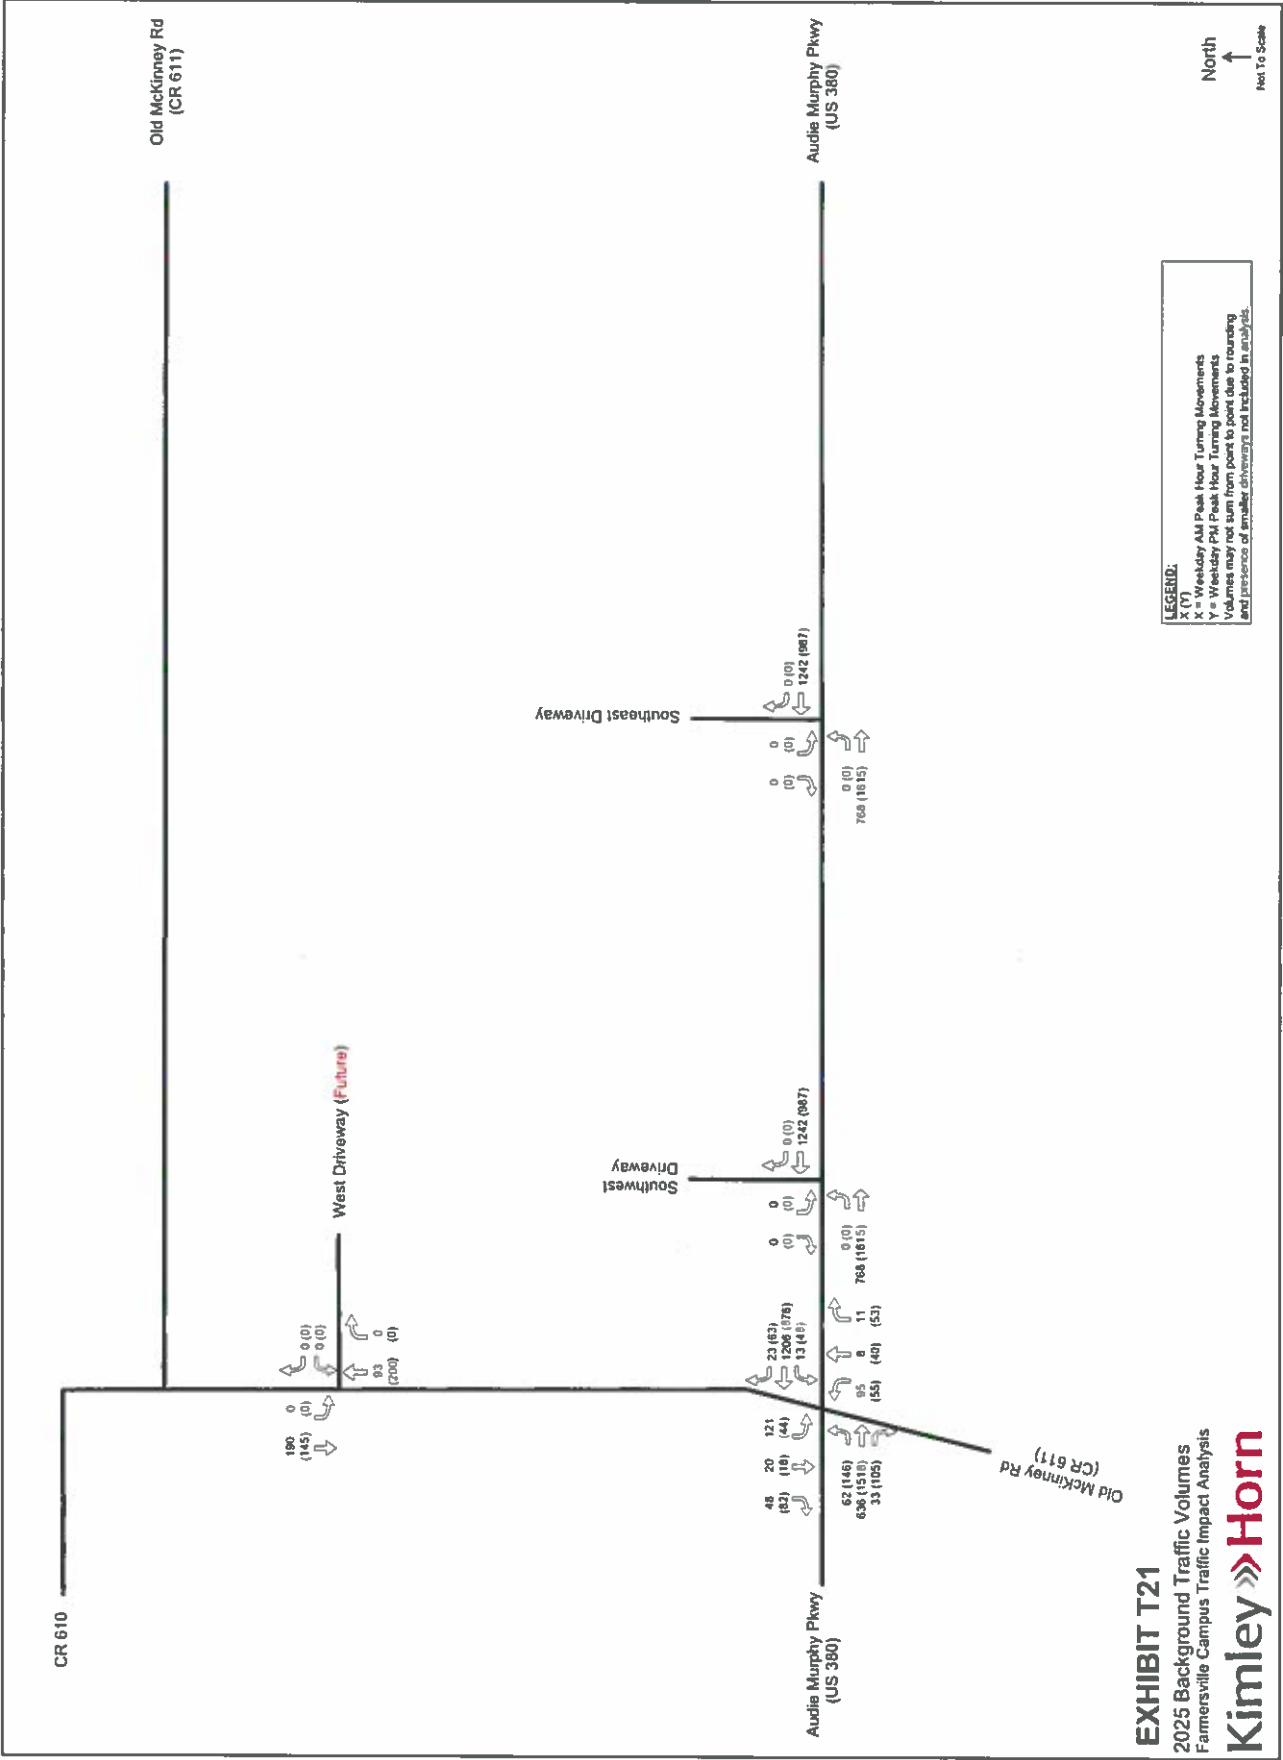 CR 610
Old McKinney Rd
(CR 611)
West Driveway (Future)
0 (0)
0 (0)
190
(145)
0
(0)
93
(200)
0
(0)
Southwest
Driveway
Southeast Driveway
23 (63)
1206 (876)
13 (48)
48
(82)
20
(18)
121
(44)
62 (146)
636 (1518)
33 (105)
95
(55)
8
(40)
11
(53)
0
(0)
0
(0)
0 (0)
1242 (987)
0 (0)
768 (1615)
0
(0)
0
(0)
0 (0)
1242 (987)
0 (0)
768 (1615)
Audie Murphy Pkwy
(US 380)
Audie Murphy Pkwy
(US 380)
Old McKinney Rd
(CR 611)
EXHIBIT T21
2025 Background Traffic Volumes
Farmersville Campus Traffic Impact Analysis
Kimley»Horn
LEGEND:
X (Y)
X = Weekday AM Peak Hour Turning Movements
Y = Weekday PM Peak Hour Turning Movements
Volumes may not sum from point to point due to rounding
and presence of smaller driveways not included in analysis.
North
Not To Scale